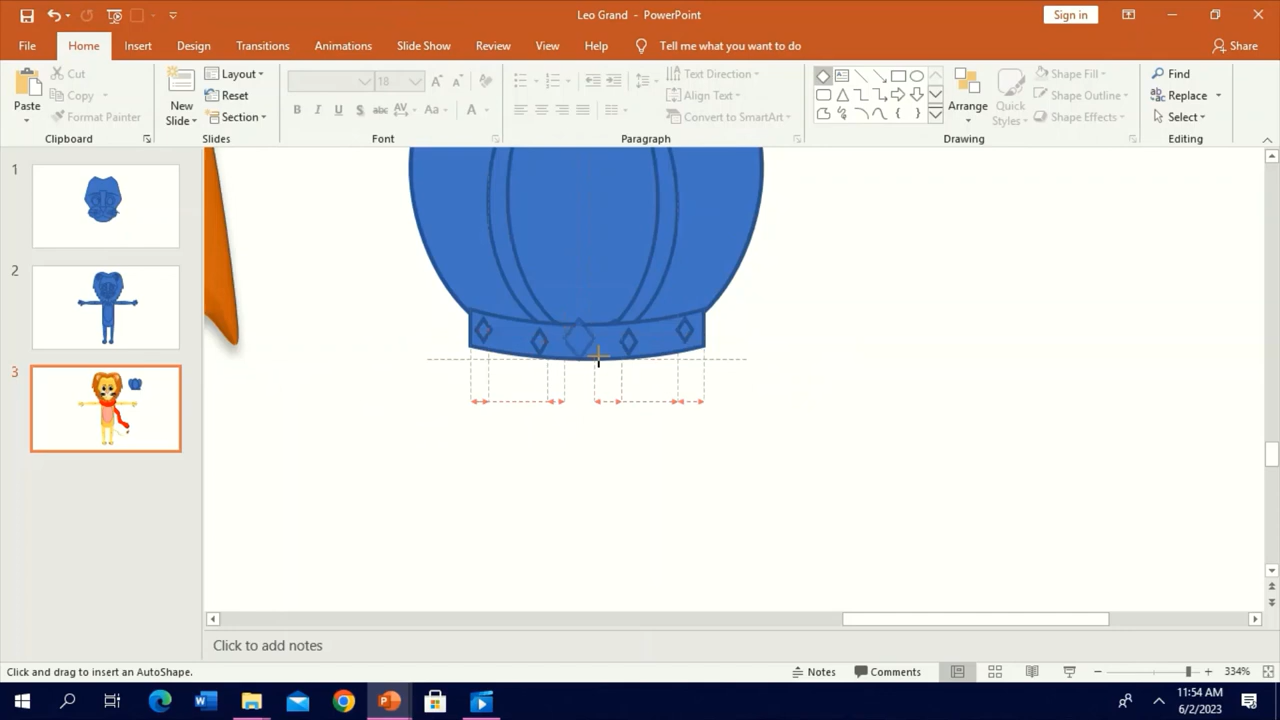 Leo Grand - PowerPoint
Sign in
File Home Insert Design Transitions Animations Slide Show Review View Help Tell me what you want to do Share
Paste
Cut
Copy
Format Painter
Clipboard
New Slide
Layout
Reset
Section
Slides
18
B I U S abc AV Aa A
Font
Text Direction
Align Text
Convert to SmartArt
Paragraph
Arrange
Quick Styles
Shape Fill
Shape Outline
Shape Effects
Drawing
Find
Replace
Select
Editing
1
2
3
Click to add notes
Click and drag to insert an AutoShape.
Notes
Comments
334%
11:54 AM
6/2/2023